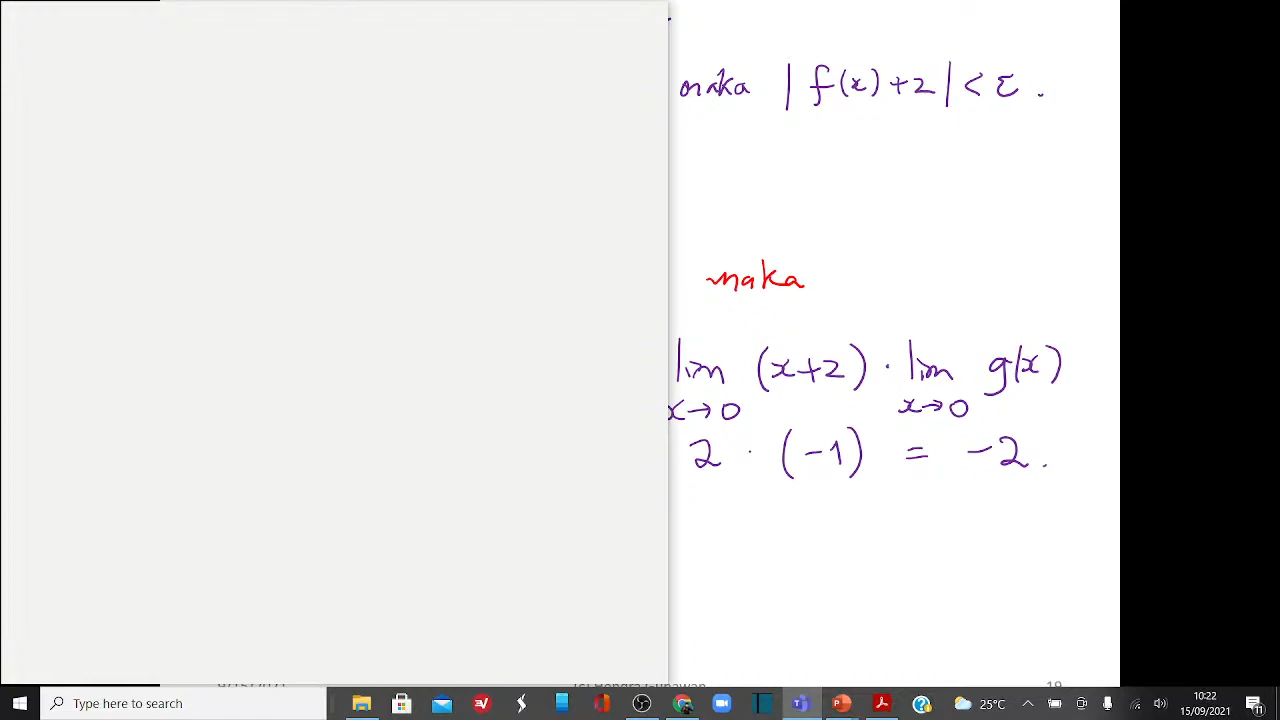 maka |f(x)+2| < ε.
maka
lim (x+2) · lim g(x)
x→0 x→0
2 · (-1) = -2.
19
Type here to search
25°C
10:22
15/09/2021